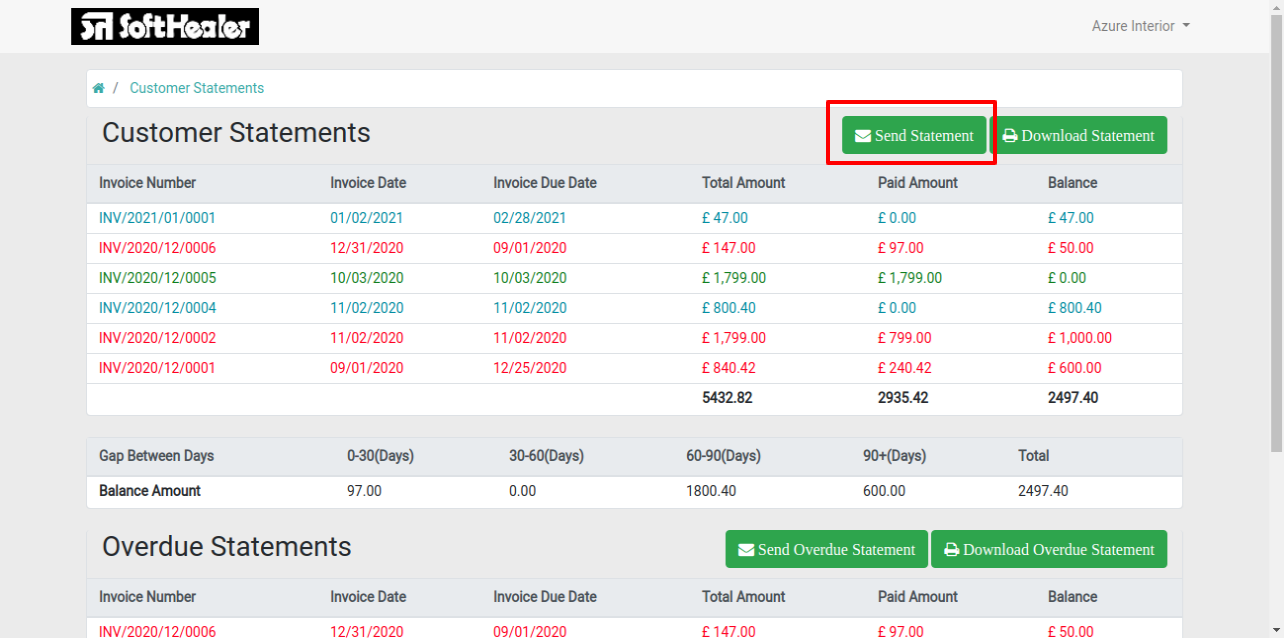 SoftHealer
Azure Interior
/ Customer Statements
Customer Statements
Send Statement
Download Statement
Invoice Number Invoice Date Invoice Due Date Total Amount Paid Amount Balance
INV/2021/01/0001 01/02/2021 02/28/2021 £ 47.00 £ 0.00 £ 47.00
INV/2020/12/0006 12/31/2020 09/01/2020 £ 147.00 £ 97.00 £ 50.00
INV/2020/12/0005 10/03/2020 10/03/2020 £ 1,799.00 £ 1,799.00 £ 0.00
INV/2020/12/0004 11/02/2020 11/02/2020 £ 800.40 £ 0.00 £ 800.40
INV/2020/12/0002 11/02/2020 11/02/2020 £ 1,799.00 £ 799.00 £ 1,000.00
INV/2020/12/0001 09/01/2020 12/25/2020 £ 840.42 £ 240.42 £ 600.00
5432.82 2935.42 2497.40
Gap Between Days 0-30(Days) 30-60(Days) 60-90(Days) 90+(Days) Total
Balance Amount 97.00 0.00 1800.40 600.00 2497.40
Overdue Statements
Send Overdue Statement
Download Overdue Statement
Invoice Number Invoice Date Invoice Due Date Total Amount Paid Amount Balance
INV/2020/12/0006 12/31/2020 09/01/2020 £ 147.00 £ 97.00 £ 50.00